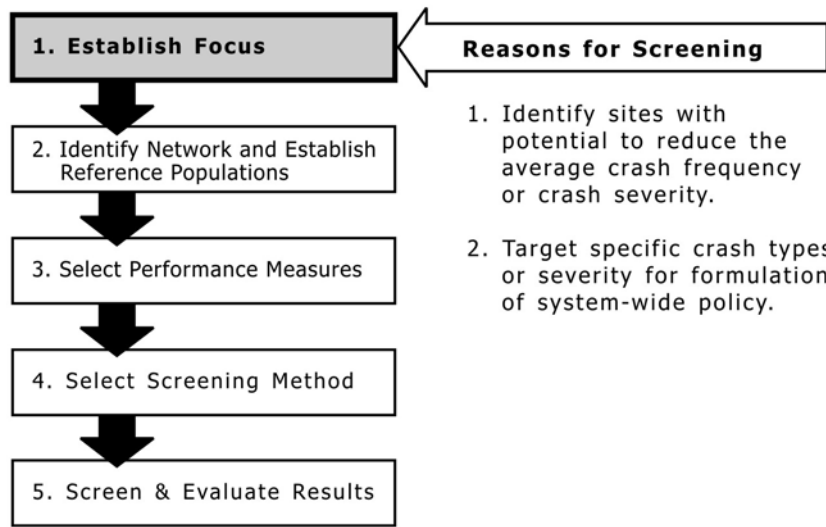 1. Establish Focus
2. Identify Network and Establish
Reference Populations
3. Select Performance Measures
4. Select Screening Method
5. Screen & Evaluate Results
Reasons for Screening
1. Identify sites with
potential to reduce the
average crash frequency
or crash severity.
2. Target specific crash types
or severity for formulation
of system-wide policy.